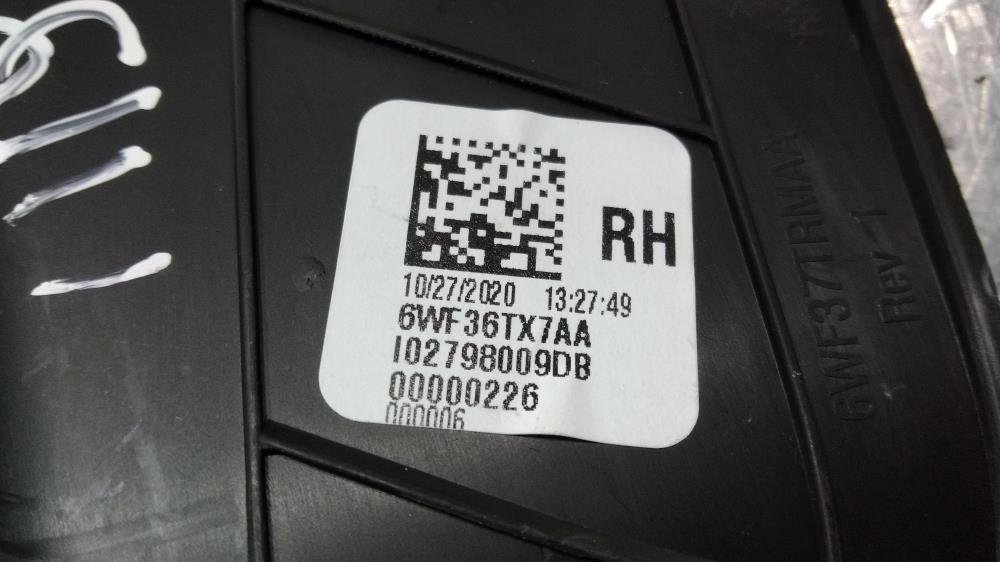 RH
10/27/2020 13:27:49
6WF36TX7AA
I02798009DB
00000226
000006
6WF37TRMAA
Rev 1